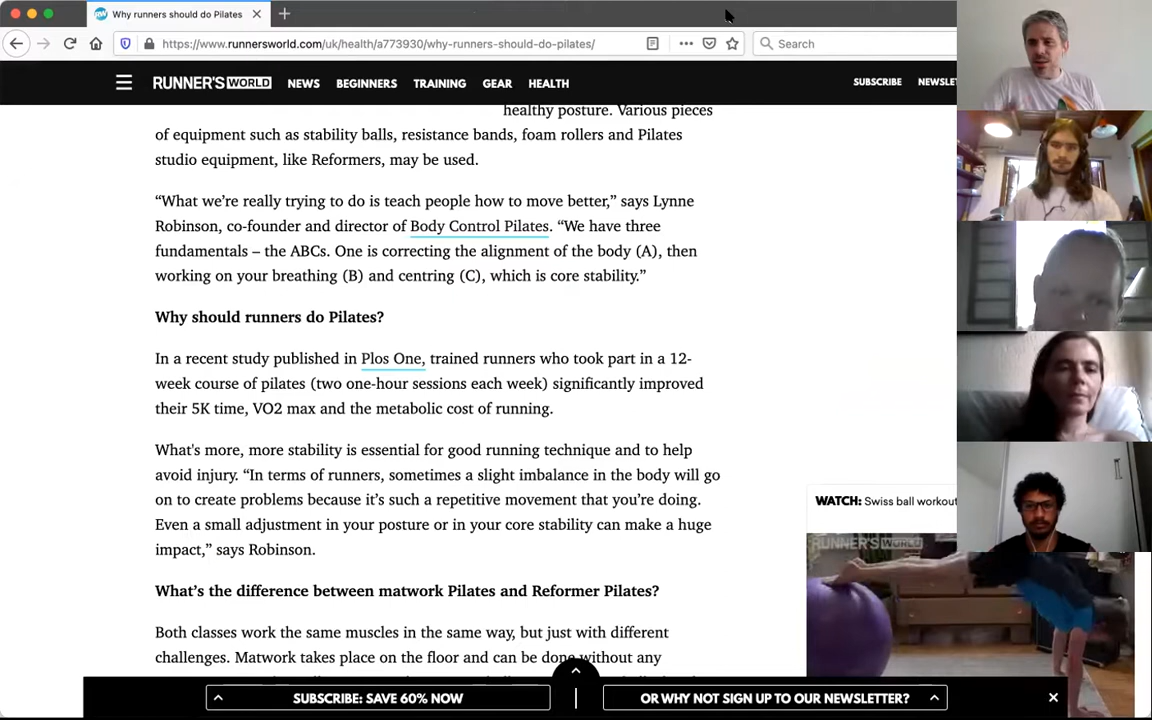 Why runners should do Pilates
https://www.runnersworld.com/uk/health/a773930/why-runners-should-do-pilates/
Search
RUNNER'S WORLD
NEWS
BEGINNERS
TRAINING
GEAR
HEALTH
SUBSCRIBE
healthy posture. Various pieces
of equipment such as stability balls, resistance bands, foam rollers and Pilates
studio equipment, like Reformers, may be used.
“What we’re really trying to do is teach people how to move better,” says Lynne
Robinson, co-founder and director of Body Control Pilates. “We have three
fundamentals – the ABCs. One is correcting the alignment of the body (A), then
working on your breathing (B) and centring (C), which is core stability.”
Why should runners do Pilates?
In a recent study published in Plos One, trained runners who took part in a 12-
week course of pilates (two one-hour sessions each week) significantly improved
their 5K time, VO2 max and the metabolic cost of running.
What's more, more stability is essential for good running technique and to help
avoid injury. “In terms of runners, sometimes a slight imbalance in the body will go
on to create problems because it’s such a repetitive movement that you’re doing.
Even a small adjustment in your posture or in your core stability can make a huge
impact,” says Robinson.
What’s the difference between matwork Pilates and Reformer Pilates?
Both classes work the same muscles in the same way, but just with different
challenges. Matwork takes place on the floor and can be done without any
WATCH: Swiss ball workout
RUNNER'S WORLD
SUBSCRIBE: SAVE 60% NOW
OR WHY NOT SIGN UP TO OUR NEWSLETTER?